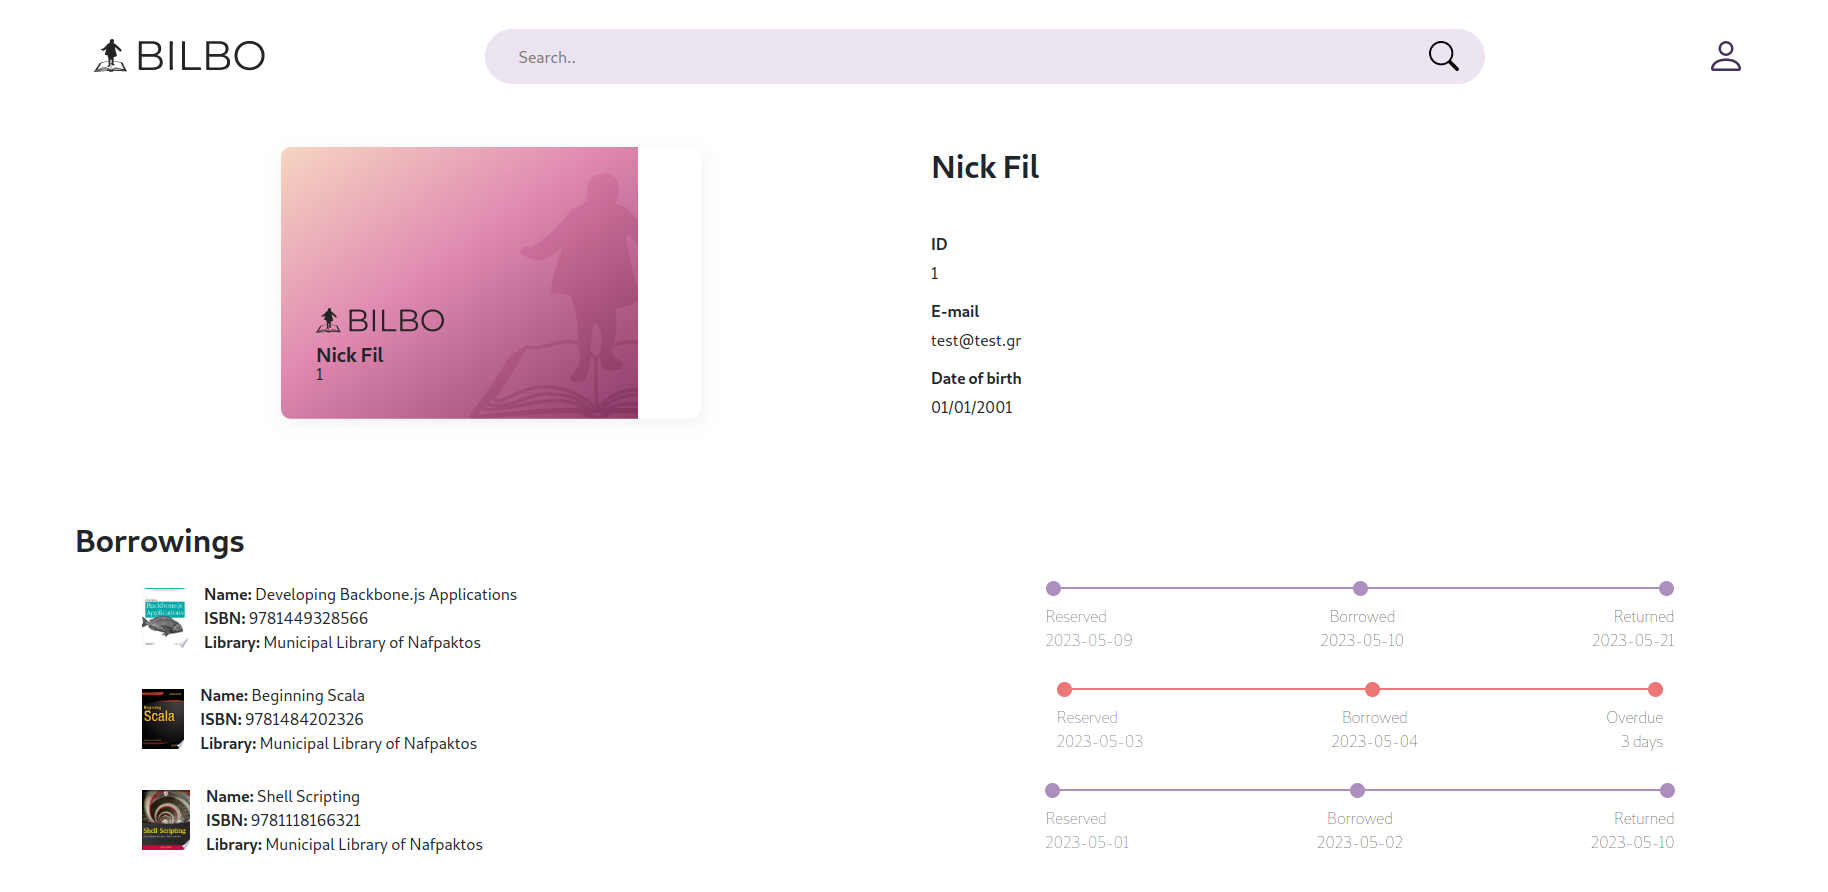 BILBO
Search..
BILBO
Nick Fil
1
Nick Fil
ID
1
E-mail
test@test.gr
Date of birth
01/01/2001
Borrowings
Backbone.js
Applications
Name: Developing Backbone.js Applications
ISBN: 9781449328566
Library: Municipal Library of Nafpaktos
Reserved Borrowed Returned
2023-05-09 2023-05-10 2023-05-21
Beginning
Scala
Name: Beginning Scala
ISBN: 9781484202326
Library: Municipal Library of Nafpaktos
Reserved Borrowed Overdue
2023-05-03 2023-05-04 3 days
Shell Scripting
Name: Shell Scripting
ISBN: 9781118166321
Library: Municipal Library of Nafpaktos
Reserved Borrowed Returned
2023-05-01 2023-05-02 2023-05-10